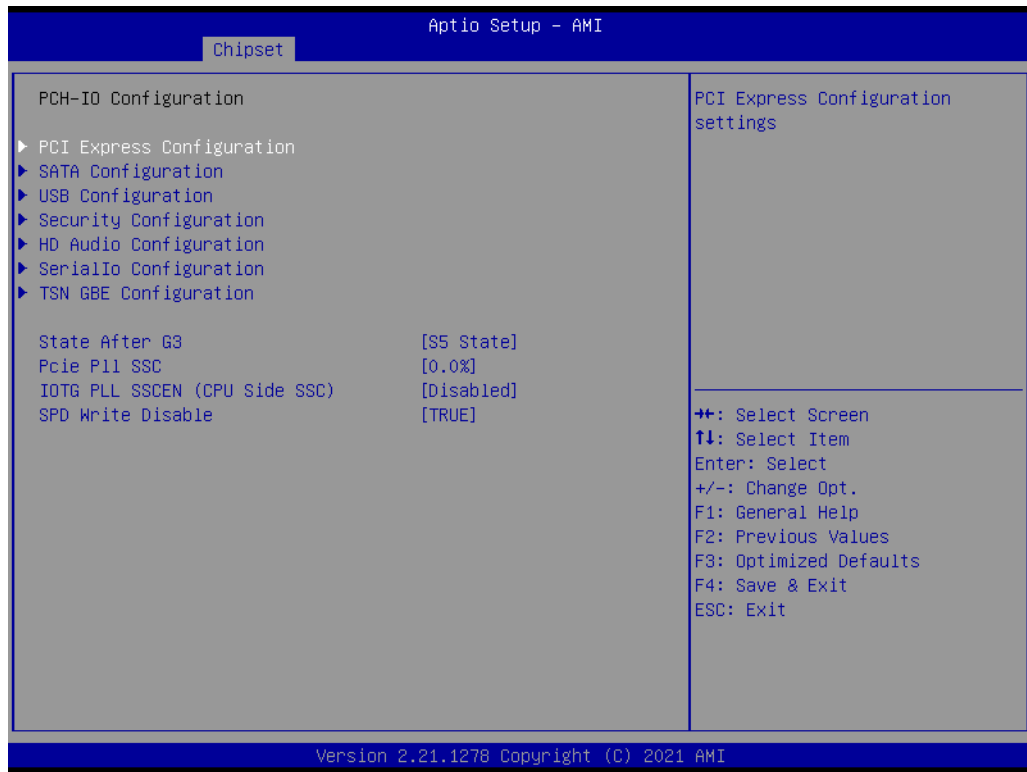 Aptio Setup – AMI
Chipset
PCH-IO Configuration
▶ PCI Express Configuration
▶ SATA Configuration
▶ USB Configuration
▶ Security Configuration
▶ HD Audio Configuration
▶ SerialIo Configuration
▶ TSN GBE Configuration
State After G3 [S5 State]
Pcie Pll SSC [0.0%]
IOTG PLL SSCEN (CPU Side SSC) [Disabled]
SPD Write Disable [TRUE]
PCI Express Configuration
settings
→←: Select Screen
↑↓: Select Item
Enter: Select
+/-: Change Opt.
F1: General Help
F2: Previous Values
F3: Optimized Defaults
F4: Save & Exit
ESC: Exit
Version 2.21.1278 Copyright (C) 2021 AMI